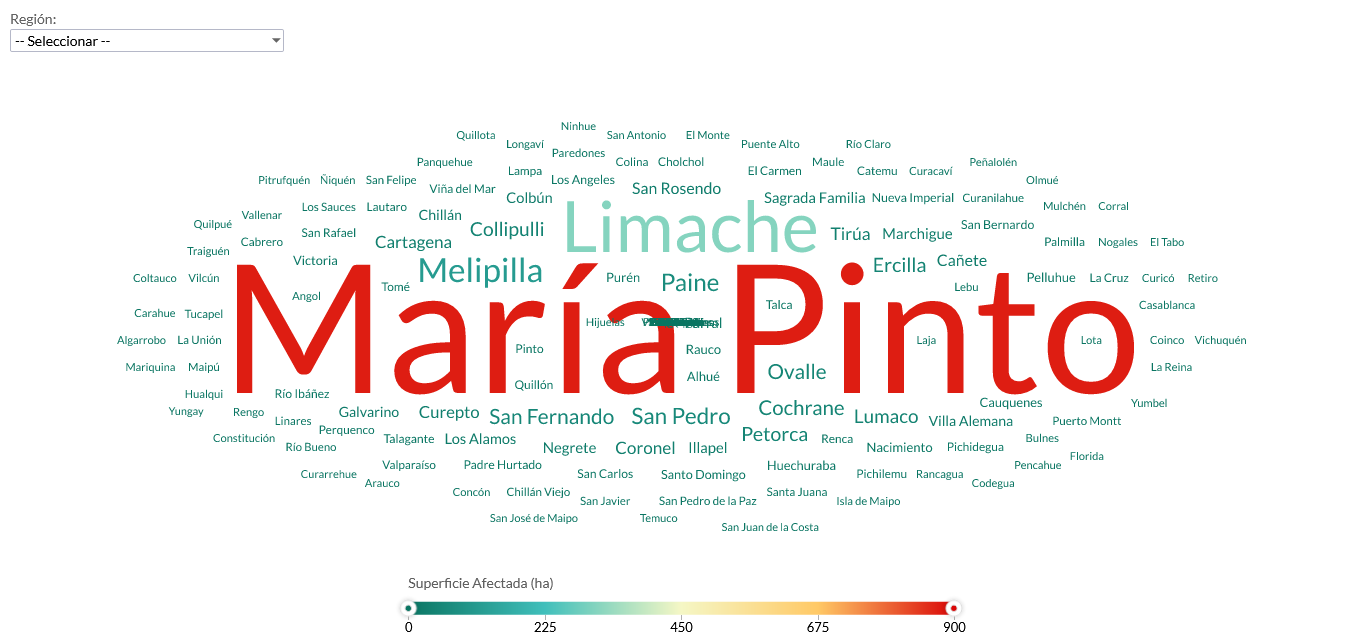 Región:
-- Seleccionar --
Ninhue
Quillota San Antonio El Monte
Longaví Puente Alto Río Claro
Paredones
Panquehue Colina Cholchol Maule Peñalolén
Lampa El Carmen Catemu Curacaví
Pitrufquén Ñiquén San Felipe Los Angeles Olmué
Viña del Mar San Rosendo
Colbún Sagrada Familia Nueva Imperial Curanilahue
Los Sauces Lautaro Mulchén Corral
Vallenar Chillán
Quilpué Limache San Bernardo
San Rafael Collipulli Tirúa Marchigue
Cabrero Cartagena Palmilla Nogales El Tabo
Traiguén
Victoria Ercilla Cañete
Coltauco Vilcún Melipilla Purén Paine Pelluhue La Cruz Curicó Retiro
Tomé Lebu
Angol Talca Casablanca
Carahue Tucapel
Hijuelas
María Pinto
Algarrobo La Unión Laja Lota Coinco Vichuquén
Pinto Rauco
Mariquina Maipú Alhué Ovalle La Reina
Quillón
Hualqui Río Ibáñez
Cauquenes Yumbel
Yungay Rengo Galvarino Curepto San Fernando San Pedro Cochrane Lumaco
Linares Villa Alemana Puerto Montt
Perquenco
Constitución Talagante Los Alamos Petorca Renca Bulnes
Río Bueno Negrete Coronel Illapel Nacimiento Pichidegua
Florida
Valparaíso Padre Hurtado Huechuraba Pencahue
Curarrehue San Carlos Santo Domingo Pichilemu Rancagua
Arauco Codegua
Concón Chillán Viejo Santa Juana
San Javier San Pedro de la Paz Isla de Maipo
San José de Maipo Temuco
San Juan de la Costa
Superficie Afectada (ha)
0 225 450 675 900